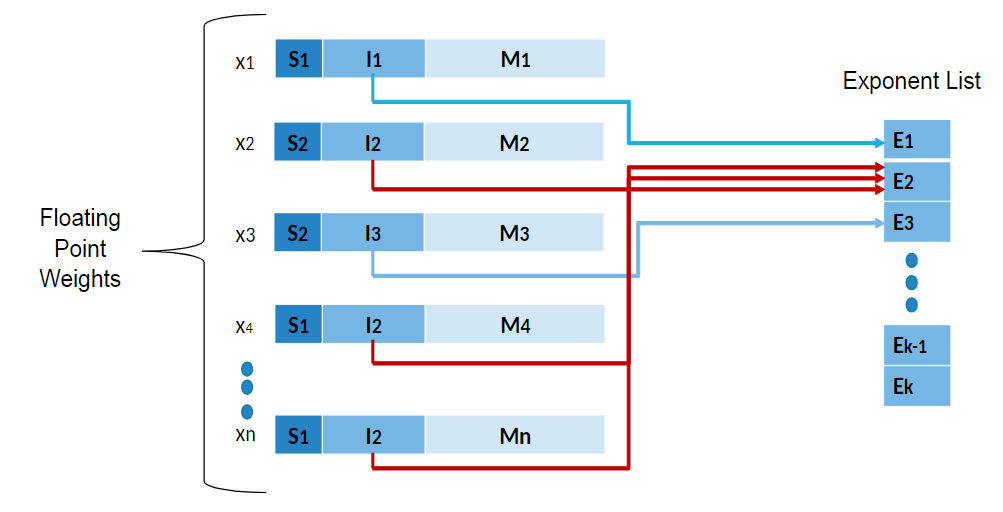 x1 S1 I1 M1
Exponent List
x2 S2 I2 M2
E1
E2
Floating
Point
Weights
x3 S2 I3 M3
E3
x4 S1 I2 M4
Ek-1
Ek
xn S1 I2 Mn